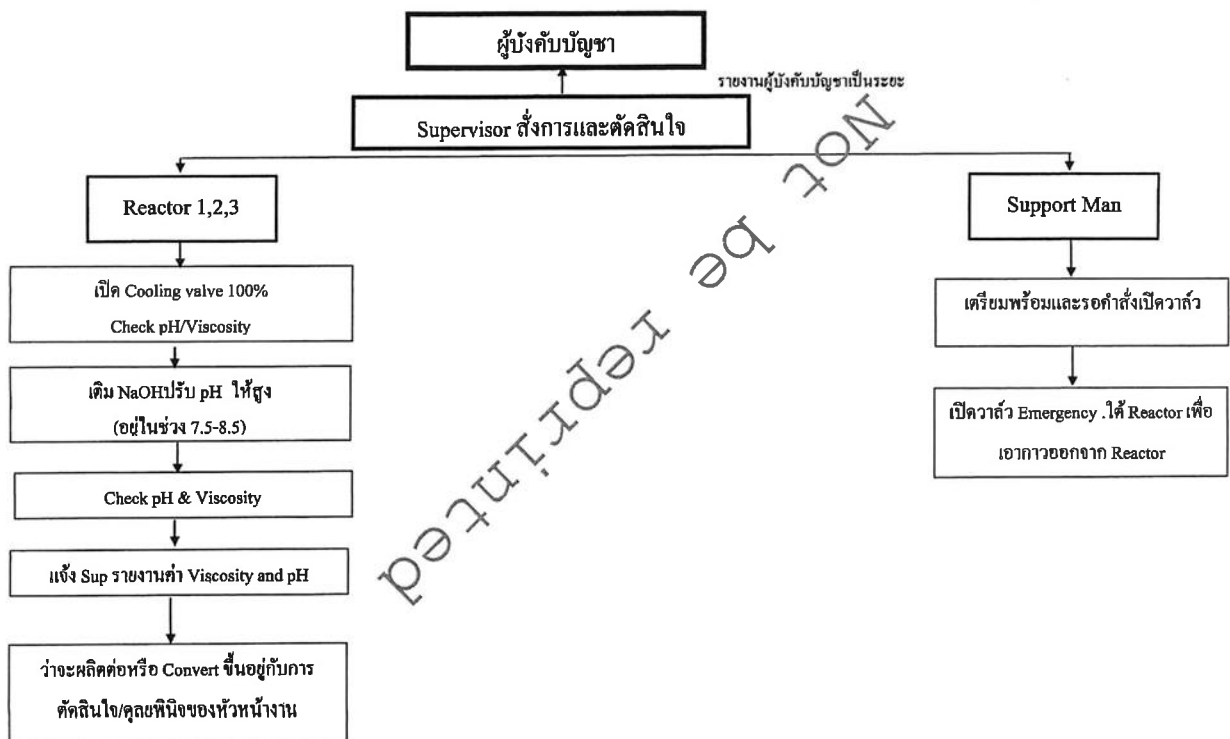 ผู้บังคับบัญชา
รายงานผู้บังคับบัญชาเป็นระยะ
Supervisor สั่งการและตัดสินใจ
Reactor 1,2,3
Support Man
เปิด Cooling valve 100%
Check pH/Viscosity
เตรียมพร้อมและรอคำสั่งเปิดวาล์ว
เติม NaOHปรับ pH ให้สูง
(อยู่ในช่วง 7.5-8.5)
เปิดวาล์ว Emergency .ใต้ Reactor เพื่อ
เอากาวออกจาก Reactor
Check pH & Viscosity
แจ้ง Sup รายงานค่า Viscosity and pH
ว่าจะผลิตต่อหรือ Convert ขึ้นอยู่กับการ
ตัดสินใจ/ดุลยพินิจของหัวหน้างาน
Not be reprinted